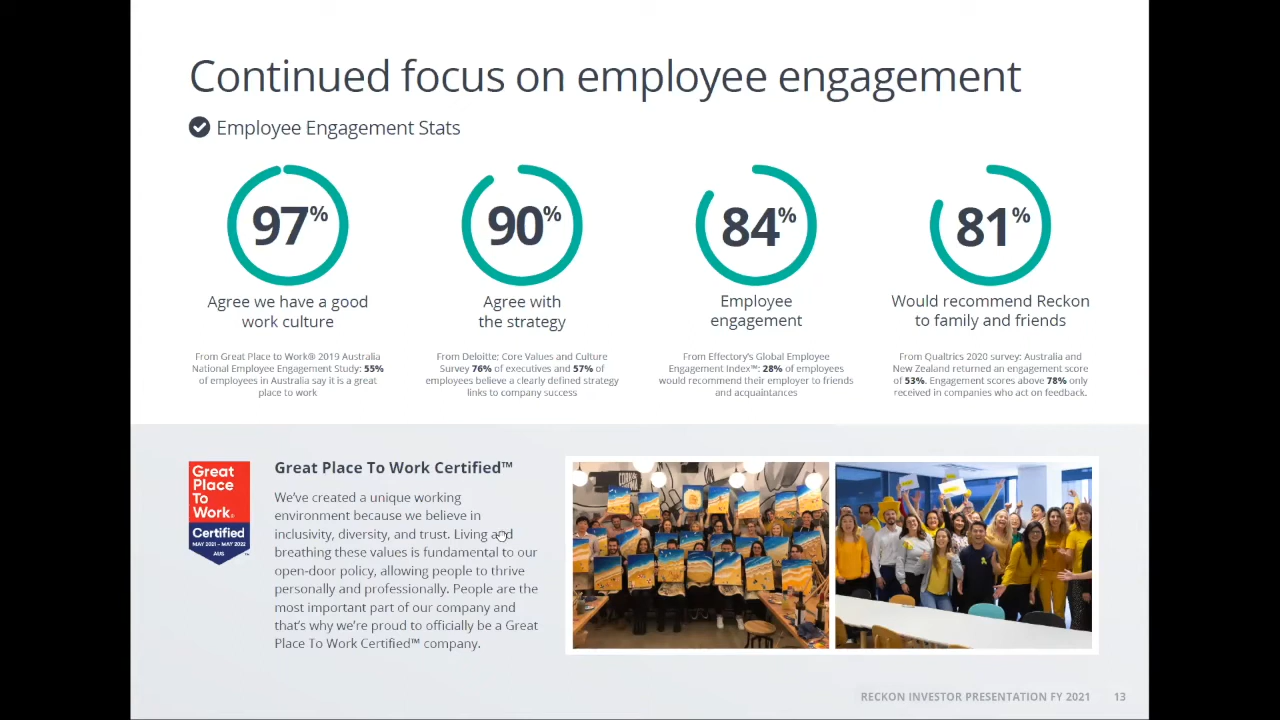 Continued focus on employee engagement
Employee Engagement Stats
97%
Agree we have a good
work culture
From Great Place to Work® 2019 Australia
National Employee Engagement Study: 55%
of employees in Australia say it is a great
place to work
90%
Agree with
the strategy
From Deloitte: Core Values and Culture
Survey 76% of executives and 57% of
employees believe a clearly defined strategy
links to company success
84%
Employee
engagement
From Effectory's Global Employee
Engagement Index™: 28% of employees
would recommend their employer to friends
and acquaintances
81%
Would recommend Reckon
to family and friends
From Qualtrics 2020 survey: Australia and
New Zealand returned an engagement score
of 53%. Engagement scores above 78% only
received in companies who act on feedback.
Great
Place
To
Work®
Certified
MAY 2021 - MAY 2022
AUS
™
Great Place To Work Certified™
We've created a unique working
environment because we believe in
inclusivity, diversity, and trust. Living and
breathing these values is fundamental to our
open-door policy, allowing people to thrive
personally and professionally. People are the
most important part of our company and
that's why we're proud to officially be a Great
Place To Work Certified™ company.
RECKON INVESTOR PRESENTATION FY 2021 13